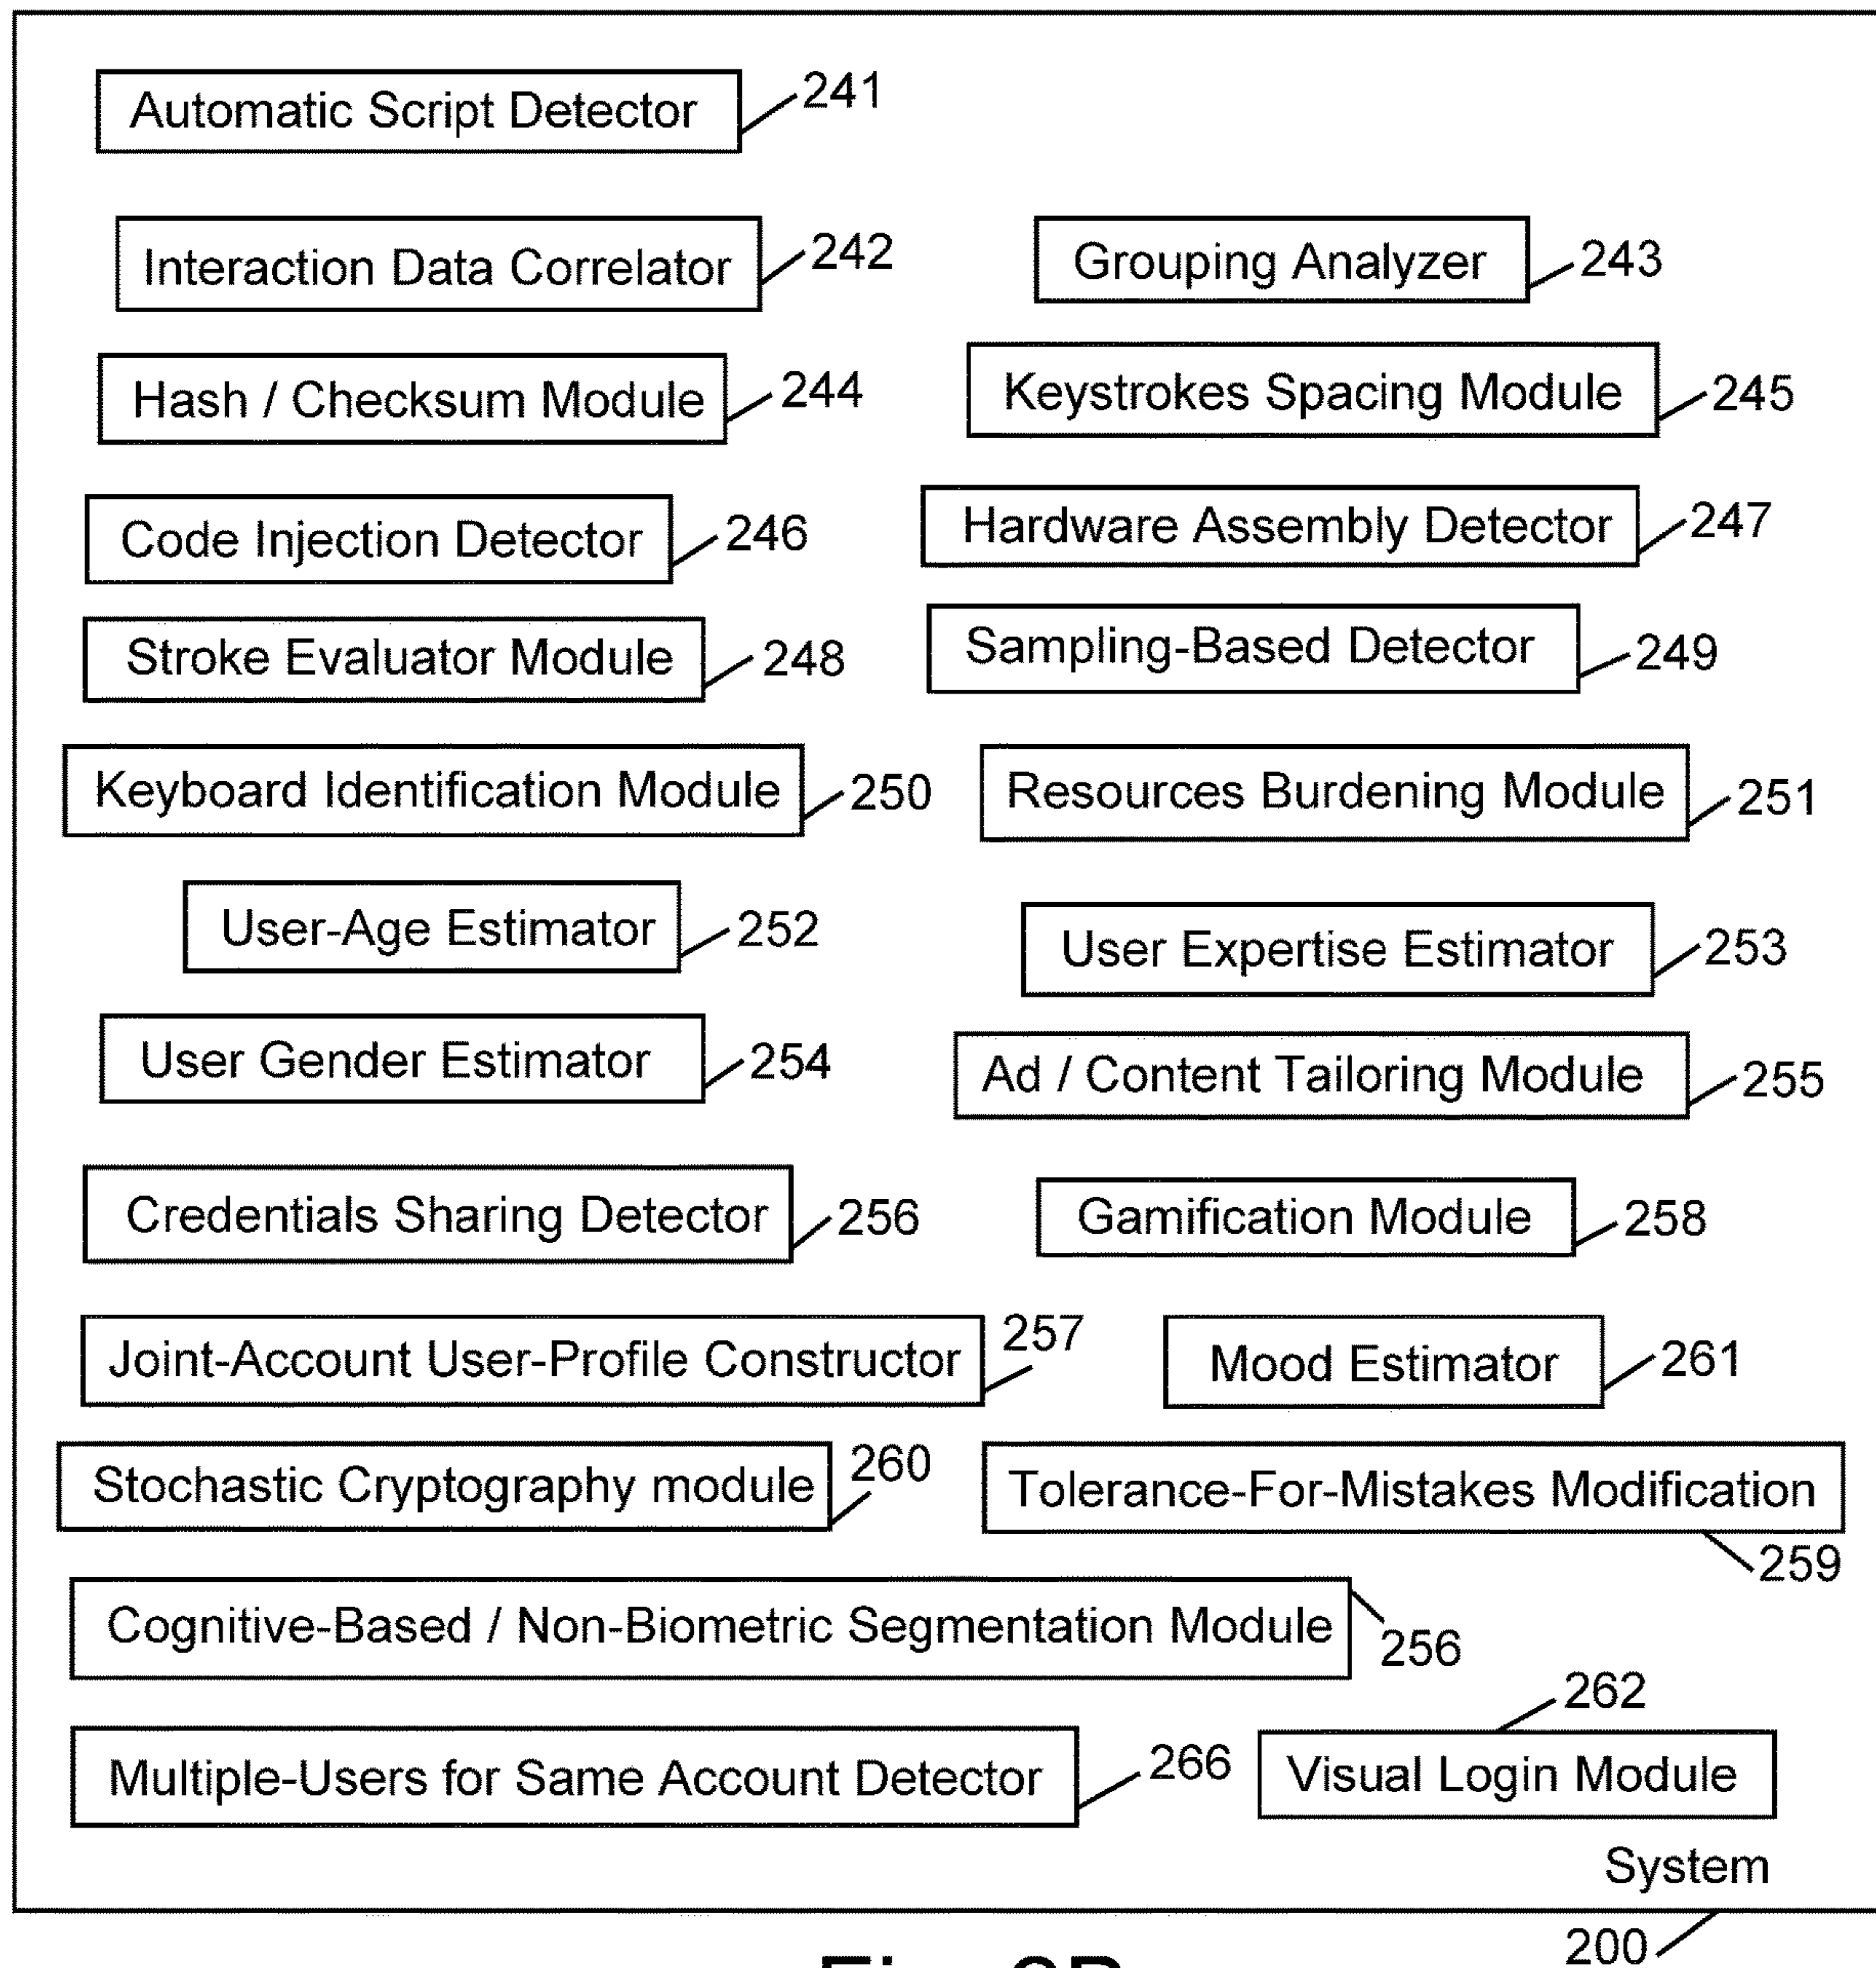 Automatic Script Detector 241
Interaction Data Correlator 242 Grouping Analyzer 243
Hash / Checksum Module 244 Keystrokes Spacing Module 245
Code Injection Detector 246 Hardware Assembly Detector 247
Stroke Evaluator Module 248 Sampling-Based Detector 249
Keyboard Identification Module 250 Resources Burdening Module 251
User-Age Estimator 252 User Expertise Estimator 253
User Gender Estimator 254 Ad / Content Tailoring Module 255
Credentials Sharing Detector 256 Gamification Module 258
Joint-Account User-Profile Constructor 257 Mood Estimator 261
Stochastic Cryptography module 260 Tolerance-For-Mistakes Modification 259
Cognitive-Based / Non-Biometric Segmentation Module 256
Multiple-Users for Same Account Detector 266 Visual Login Module 262
System
200